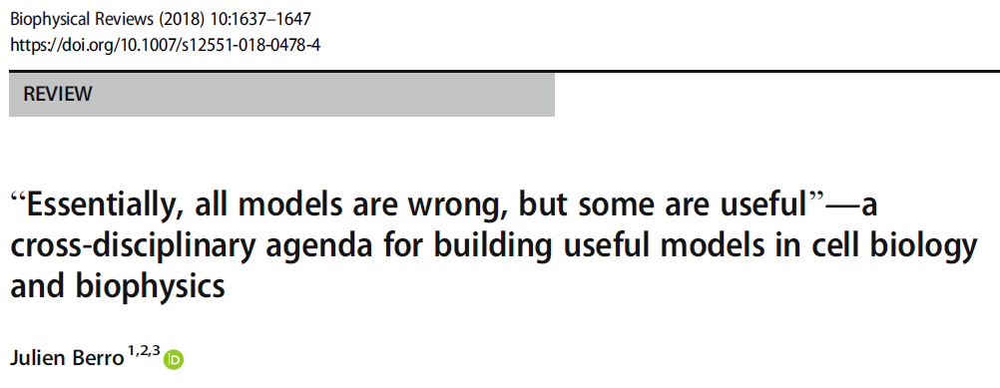 Biophysical Reviews (2018) 10:1637–1647
https://doi.org/10.1007/s12551-018-0478-4
REVIEW
“Essentially, all models are wrong, but some are useful”—a
cross-disciplinary agenda for building useful models in cell biology
and biophysics
Julien Berro 1,2,3 iD